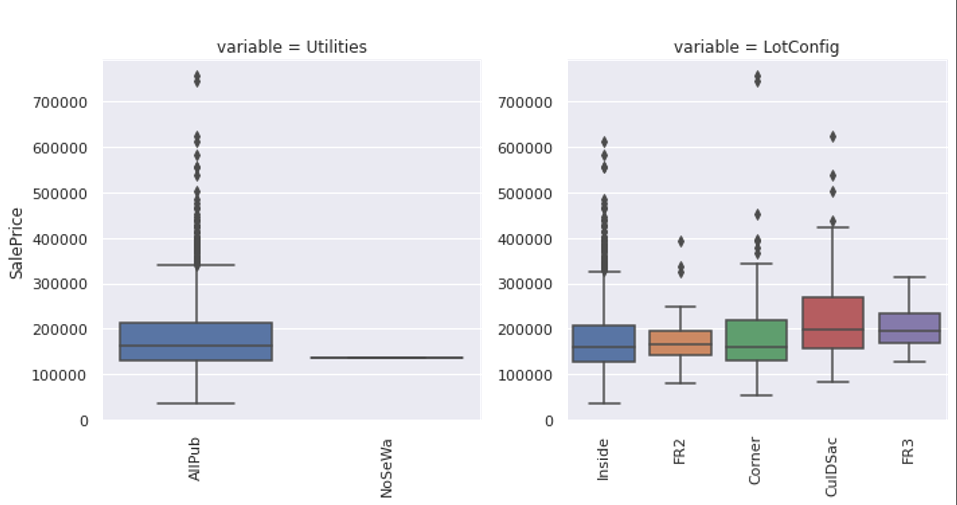 variable = Utilities
variable = LotConfig
SalePrice
700000
600000
500000
400000
300000
200000
100000
0
AllPub
NoSeWa
700000
600000
500000
400000
300000
200000
100000
0
Inside
FR2
Corner
CulDSac
FR3